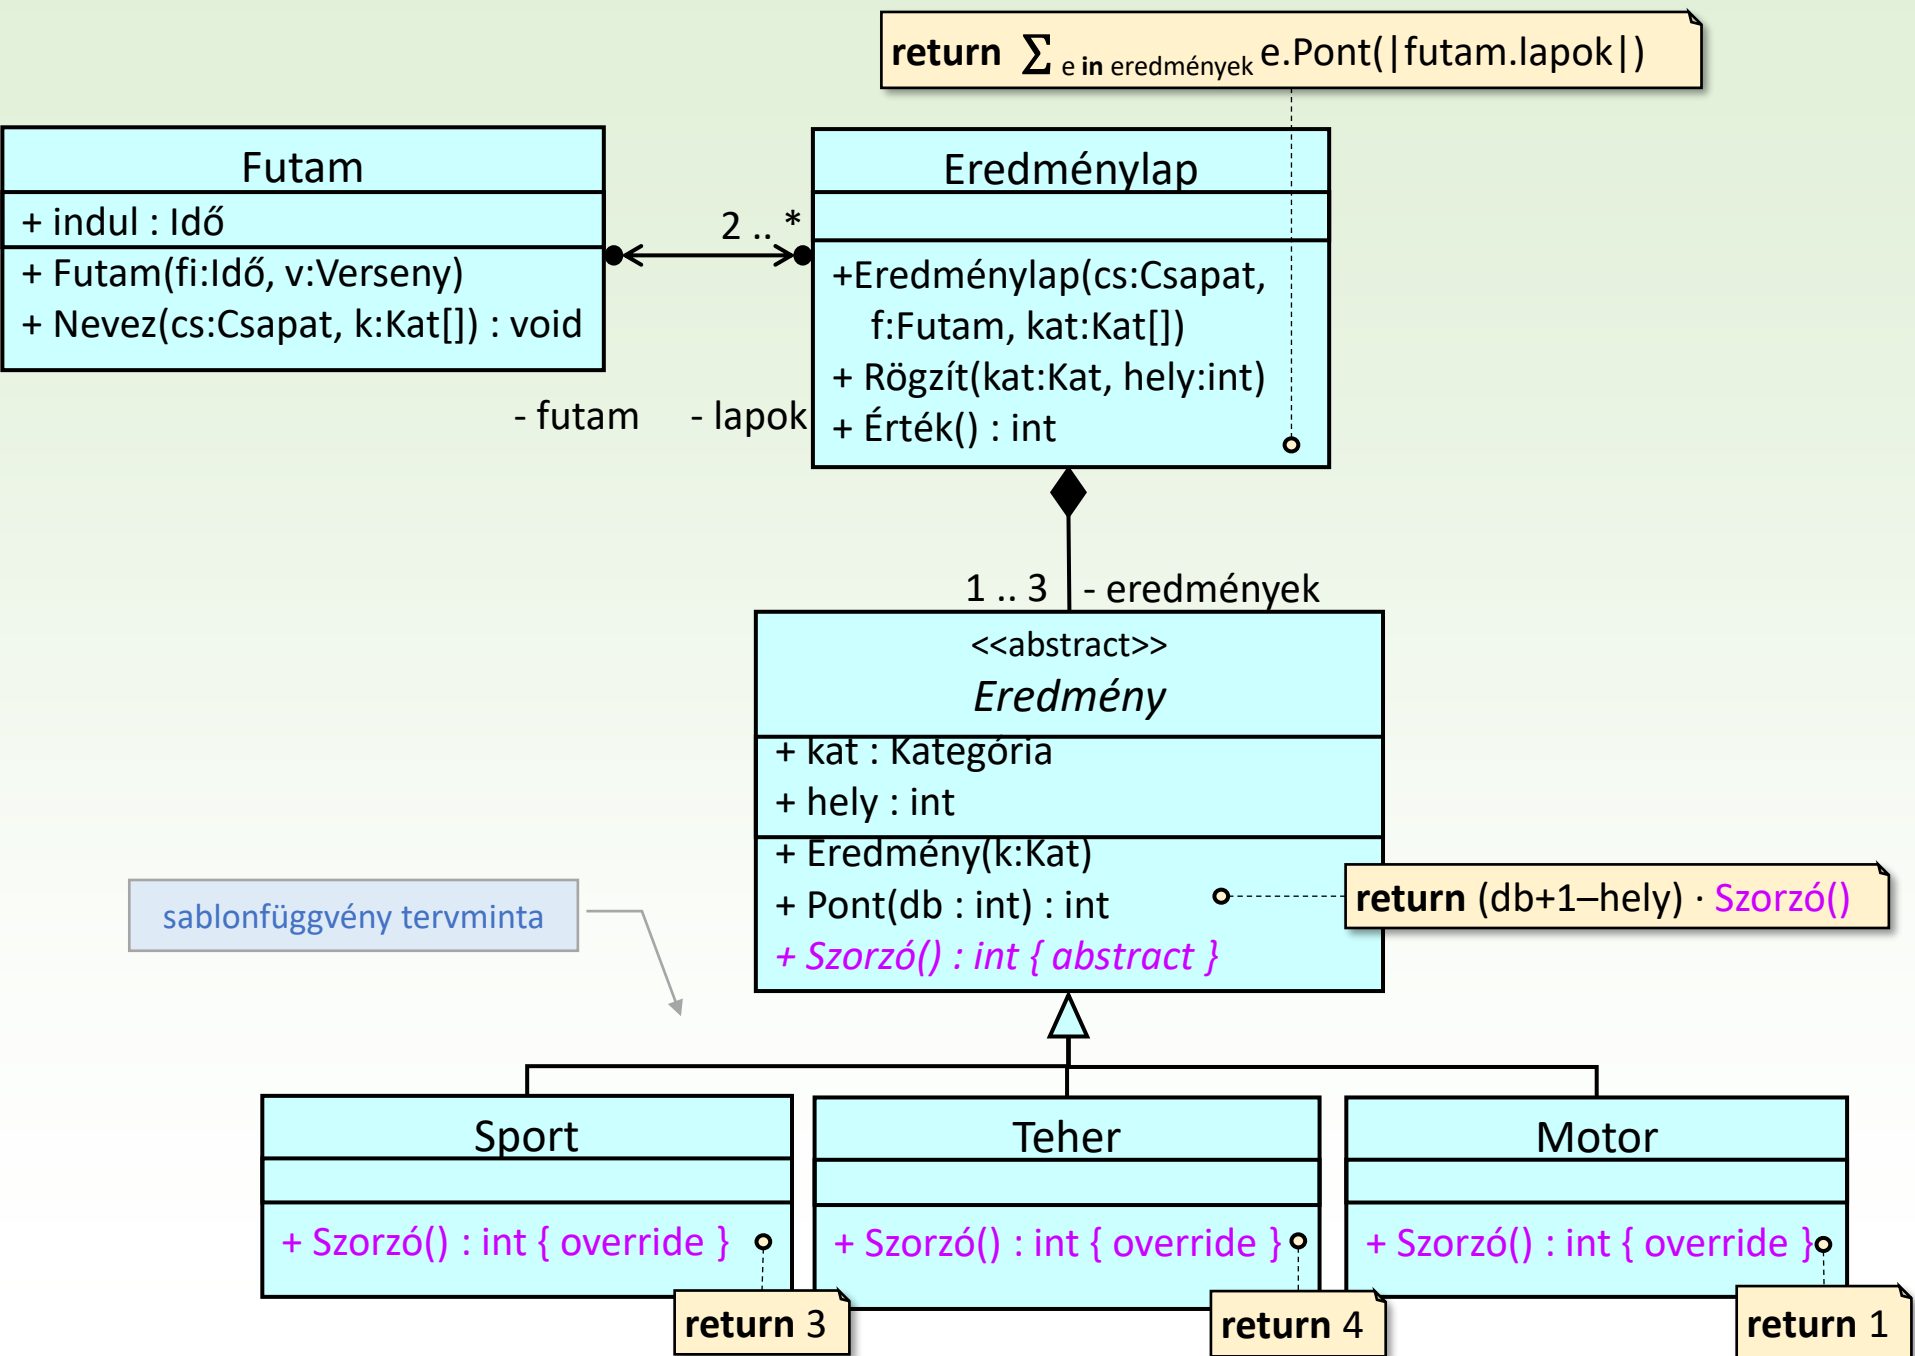 return ∑ e in eredmények e.Pont(|futam.lapok|)
Futam
+ indul : Idő
+ Futam(fi:Idő, v:Verseny)
+ Nevez(cs:Csapat, k:Kat[]) : void
2 .. *
- futam
- lapok
Eredménylap
+Eredménylap(cs:Csapat,
f:Futam, kat:Kat[])
+ Rögzít(kat:Kat, hely:int)
+ Érték() : int
1 .. 3
- eredmények
<<abstract>>
Eredmény
+ kat : Kategória
+ hely : int
+ Eredmény(k:Kat)
+ Pont(db : int) : int
+ Szorzó() : int { abstract }
return (db+1–hely) · Szorzó()
sablonfüggvény tervminta
Sport
+ Szorzó() : int { override }
return 3
Teher
+ Szorzó() : int { override }
return 4
Motor
+ Szorzó() : int { override }
return 1